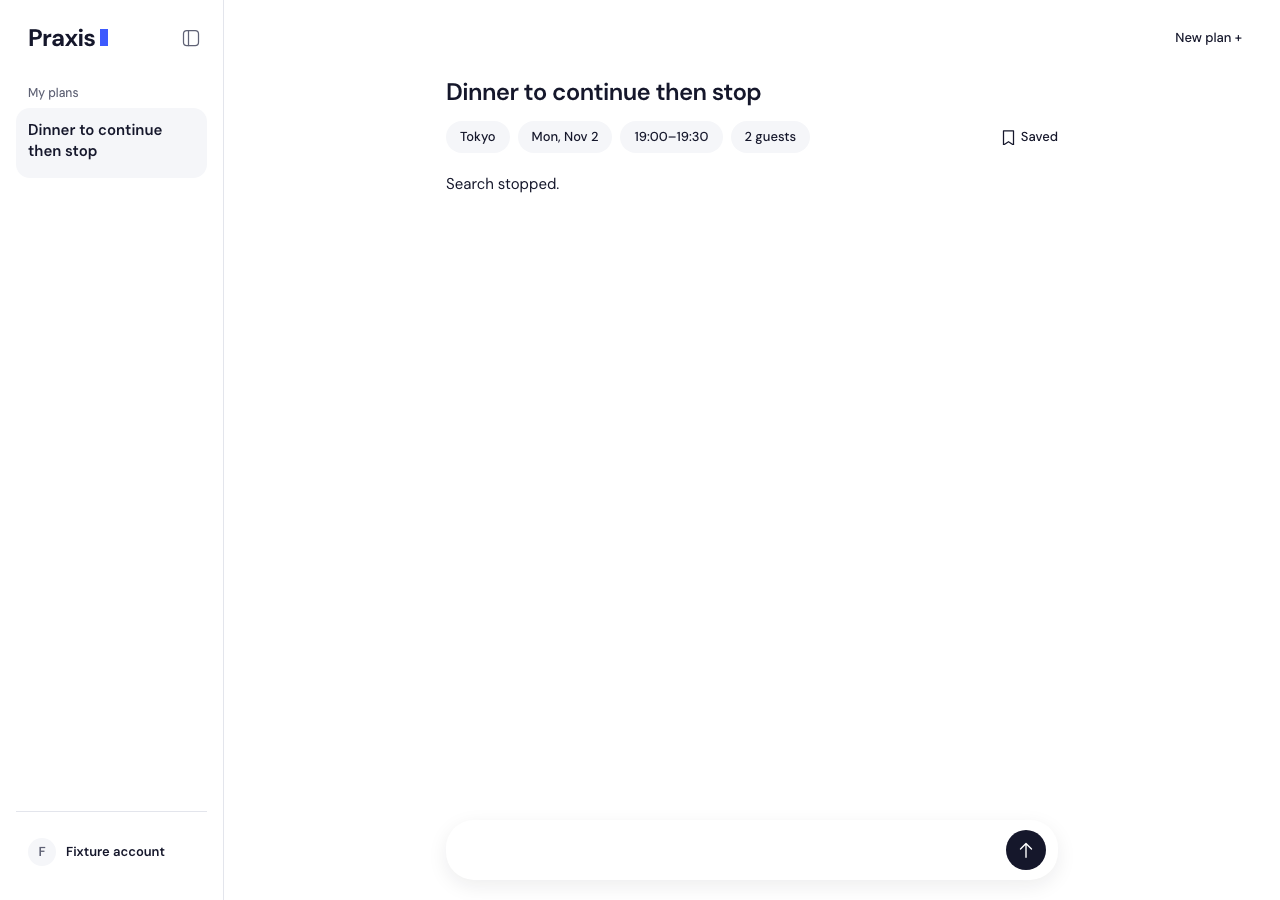 Praxis
New plan +
My plans
Dinner to continue
then stop
Dinner to continue then stop
Tokyo
Mon, Nov 2
19:00–19:30
2 guests
Saved
Search stopped.
F
Fixture account